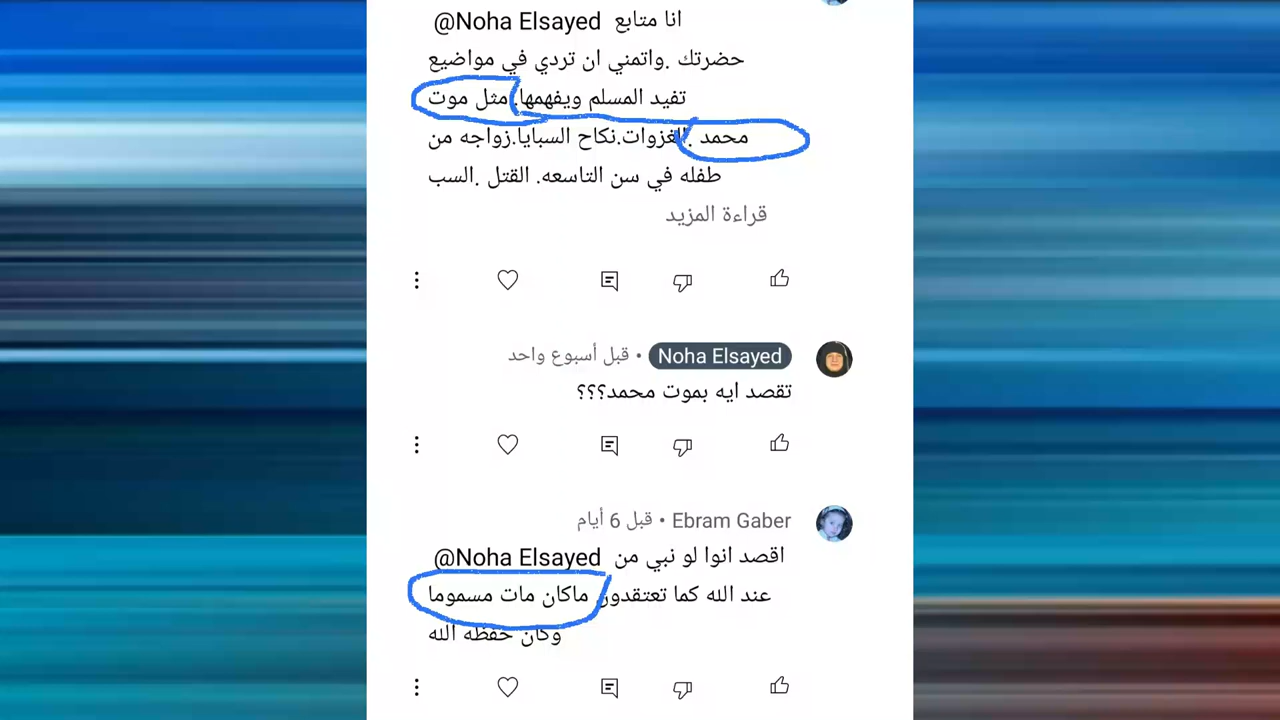 @Noha Elsayed انا متابع
حضرتك .واتمني ان تردي في مواضيع
تفيد المسلم ويفهمها. مثل موت
محمد .الغزوات.نكاح السبايا.زواجه من
طفله في سن التاسعه. القتل .السب
قراءة المزيد
Noha Elsayed • قبل أسبوع واحد
تقصد ايه بموت محمد؟؟؟
Ebram Gaber • قبل 6 أيام
@Noha Elsayed اقصد انوا لو نبي من
عند الله كما تعتقدون ماكان مات مسموما
وكان حفظه الله